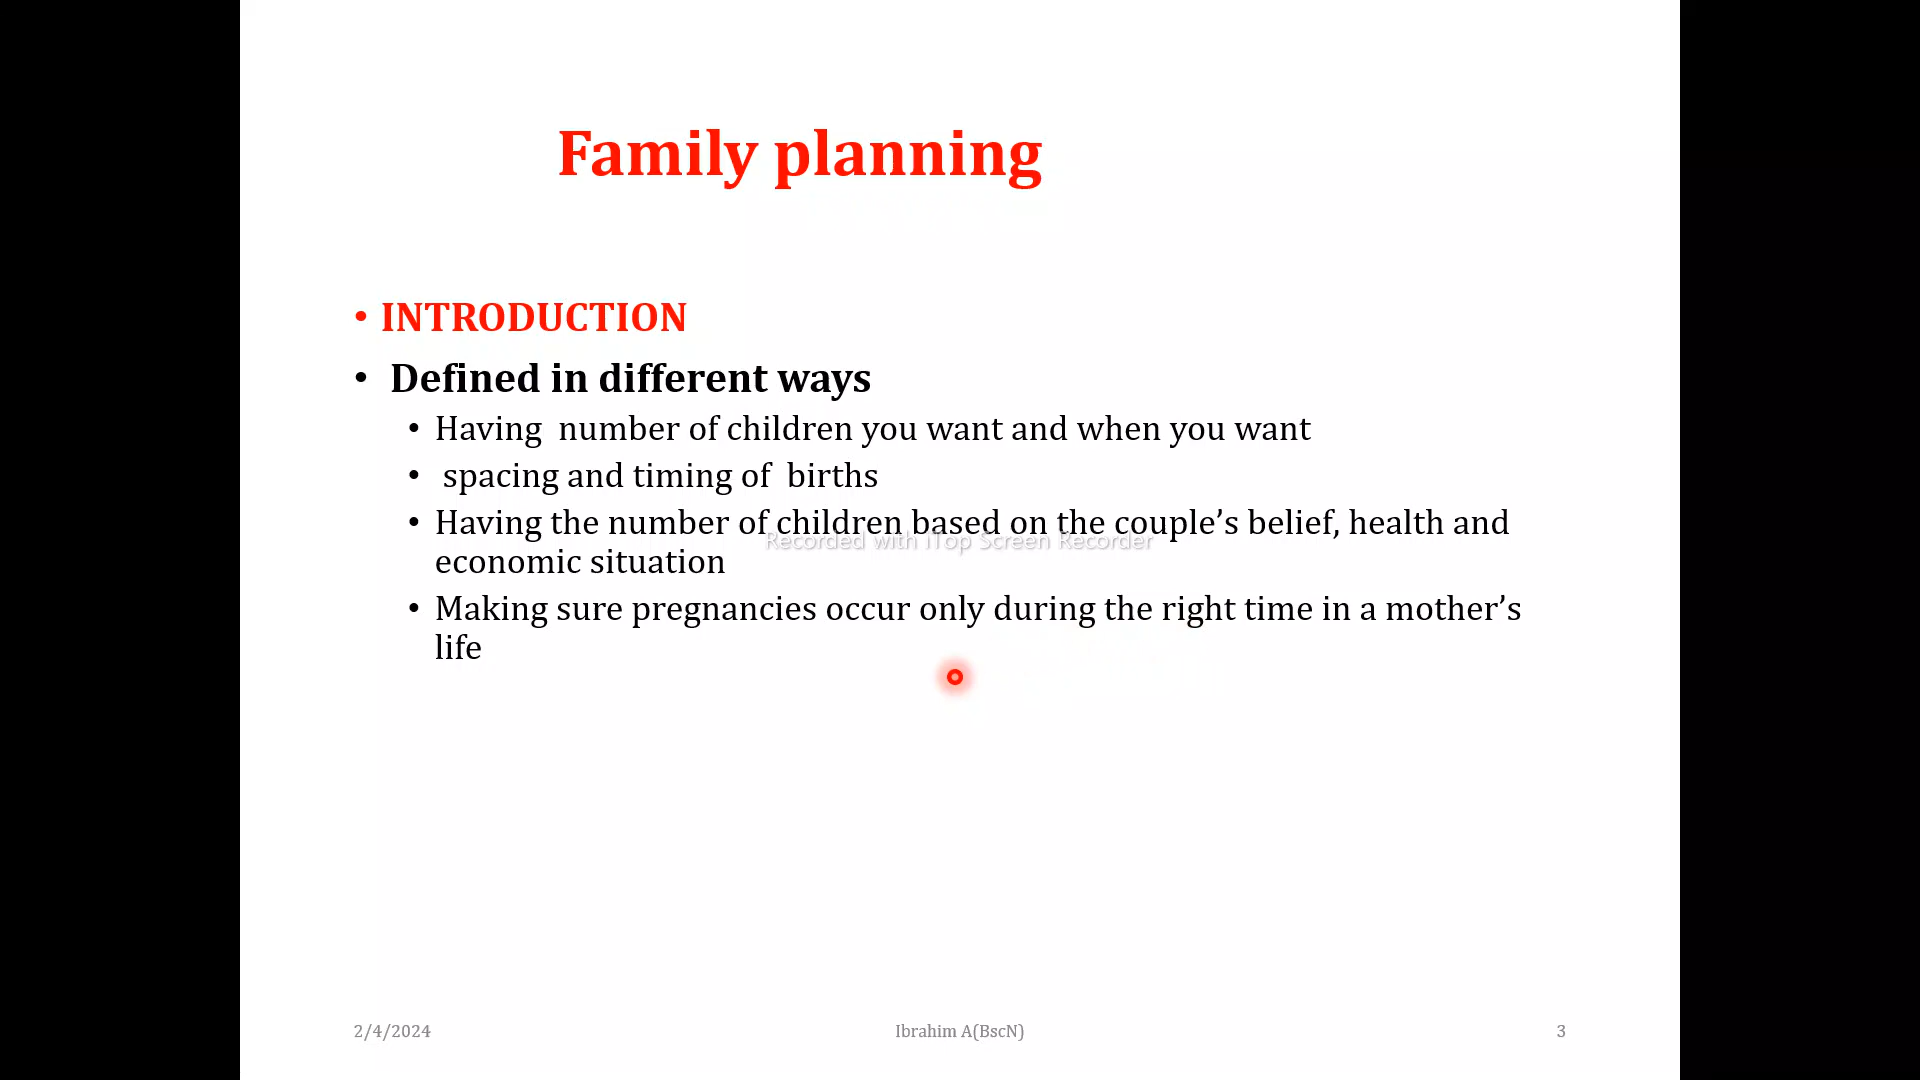 Family planning
• INTRODUCTION
• Defined in different ways
• Having number of children you want and when you want
• spacing and timing of births
• Having the number of children based on the couple’s belief, health and
economic situation
Recorded with iTop Screen Recorder
• Making sure pregnancies occur only during the right time in a mother’s
life
2/4/2024 Ibrahim A(BscN) 3